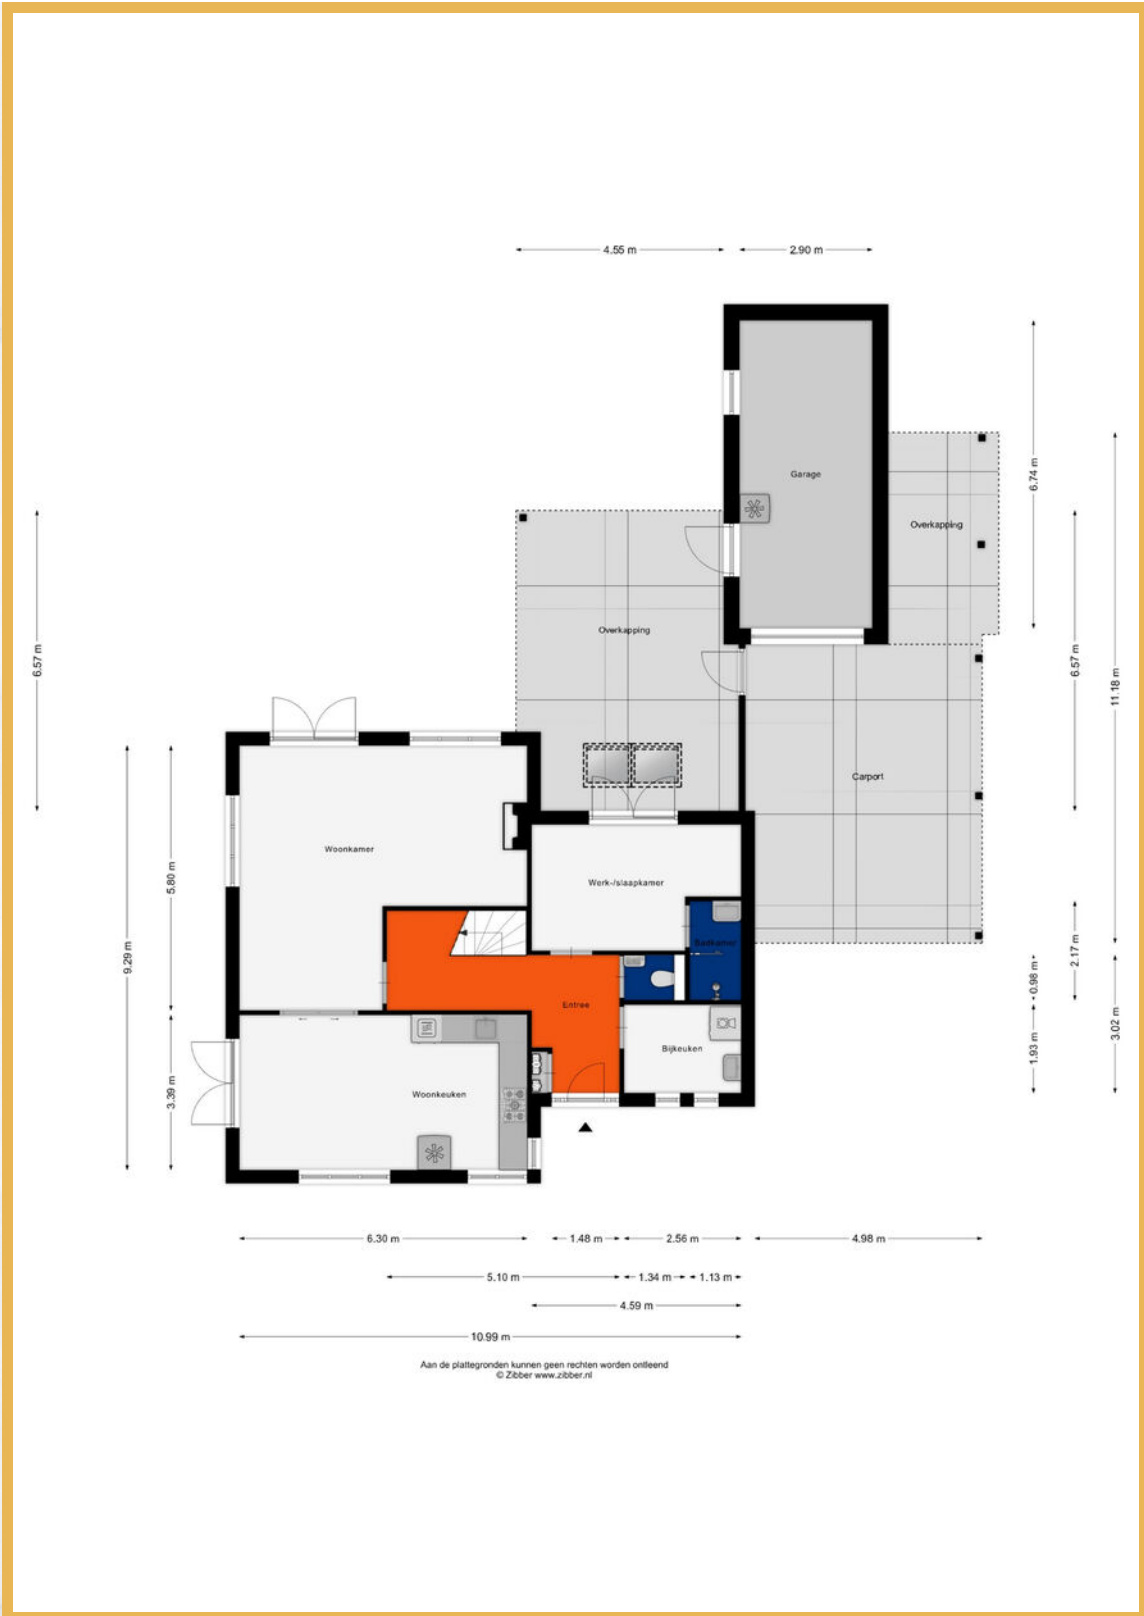 4.55 m
2.90 m
Garage
6.74 m
Overkapping
6.57 m
Overkapping
6.57 m
11.18 m
Carport
Woonkamer
5.80 m
Werk-/slaapkamer
9.29 m
Badkamer
2.17 m
0.98 m
Entree
3.02 m
1.93 m
Bijkeuken
3.39 m
Woonkeuken
6.30 m
1.48 m
2.56 m
4.98 m
5.10 m
1.34 m
1.13 m
4.59 m
10.99 m
Aan de plattegronden kunnen geen rechten worden ontleend
© Zibber www.zibber.nl